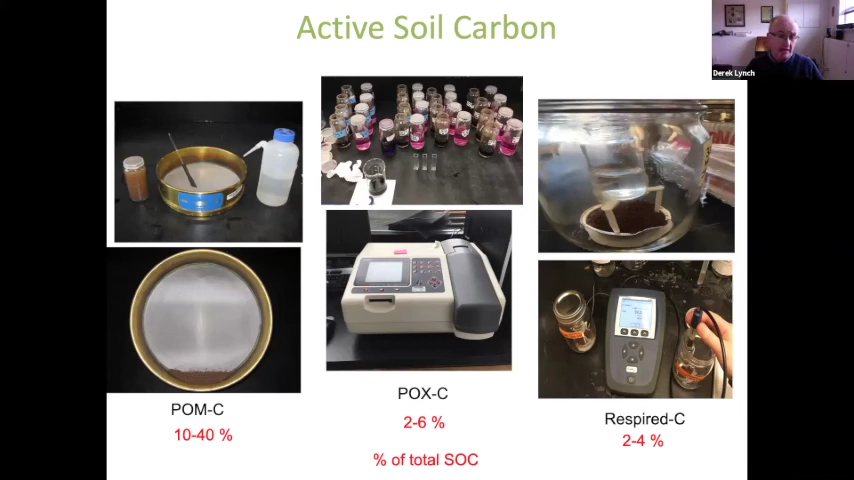 Active Soil Carbon
Derek Lynch
POM-C
10-40 %
POX-C
2-6 %
Respired-C
2-4 %
% of total SOC